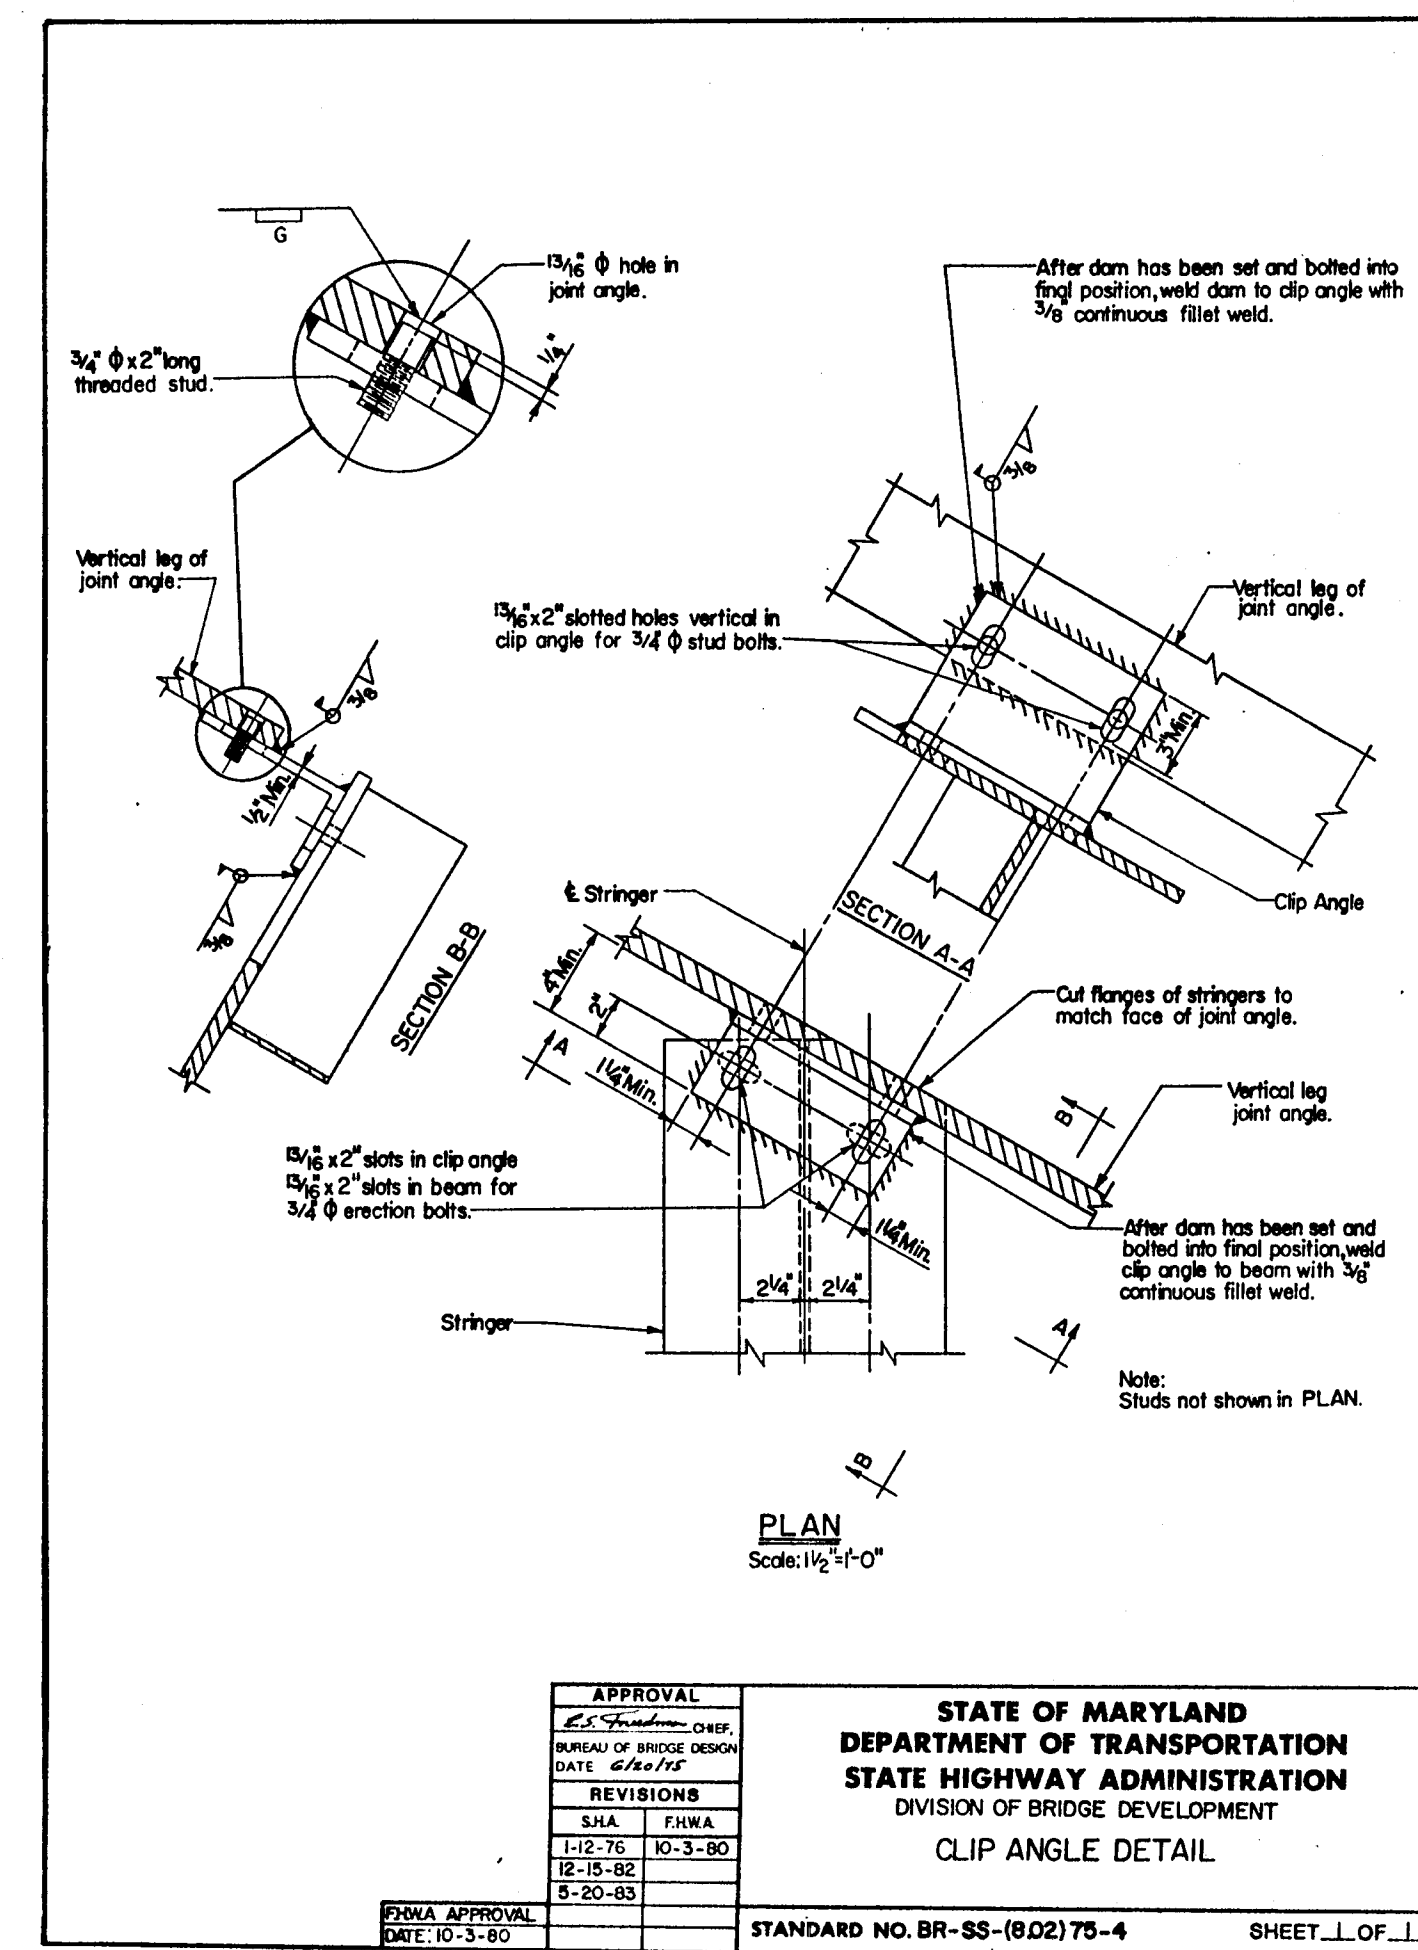 G
13/16" ϕ hole in
joint angle.
1/4"
3/4" ϕ x 2" long
threaded stud.
After dam has been set and bolted into
final position, weld dam to clip angle with
3/8" continuous fillet weld.
3/8
Vertical leg of
joint angle.
13/16" x 2" slotted holes vertical in
clip angle for 3/4" ϕ stud bolts.
Vertical leg of
joint angle.
3/8
3" Min.
1/2" Min.
3/8
SECTION B-B
℄ Stringer
SECTION A-A
Clip Angle
4" Min.
2"
A
1 1/4" Min.
Cut flanges of stringers to
match face of joint angle.
Vertical leg
joint angle.
B
13/16 x 2" slots in clip angle
13/16 x 2" slots in beam for
3/4" ϕ erection bolts.
1 1/4" Min.
After dam has been set and
bolted into final position, weld
clip angle to beam with 3/8"
continuous fillet weld.
2 1/4" 2 1/4"
Stringer
A
Note:
Studs not shown in PLAN.
B
PLAN
Scale: 1 1/2"=1'-0"
APPROVAL
E.S. Freedman CHIEF,
BUREAU OF BRIDGE DESIGN
DATE 6/20/75
REVISIONS
S.H.A. F.H.W.A.
1-12-76 10-3-80
12-15-82
5-20-83
F.H.W.A APPROVAL
DATE: 10-3-80
STATE OF MARYLAND
DEPARTMENT OF TRANSPORTATION
STATE HIGHWAY ADMINISTRATION
DIVISION OF BRIDGE DEVELOPMENT
CLIP ANGLE DETAIL
STANDARD NO. BR-SS-(8.02) 75-4 SHEET 1 OF 1